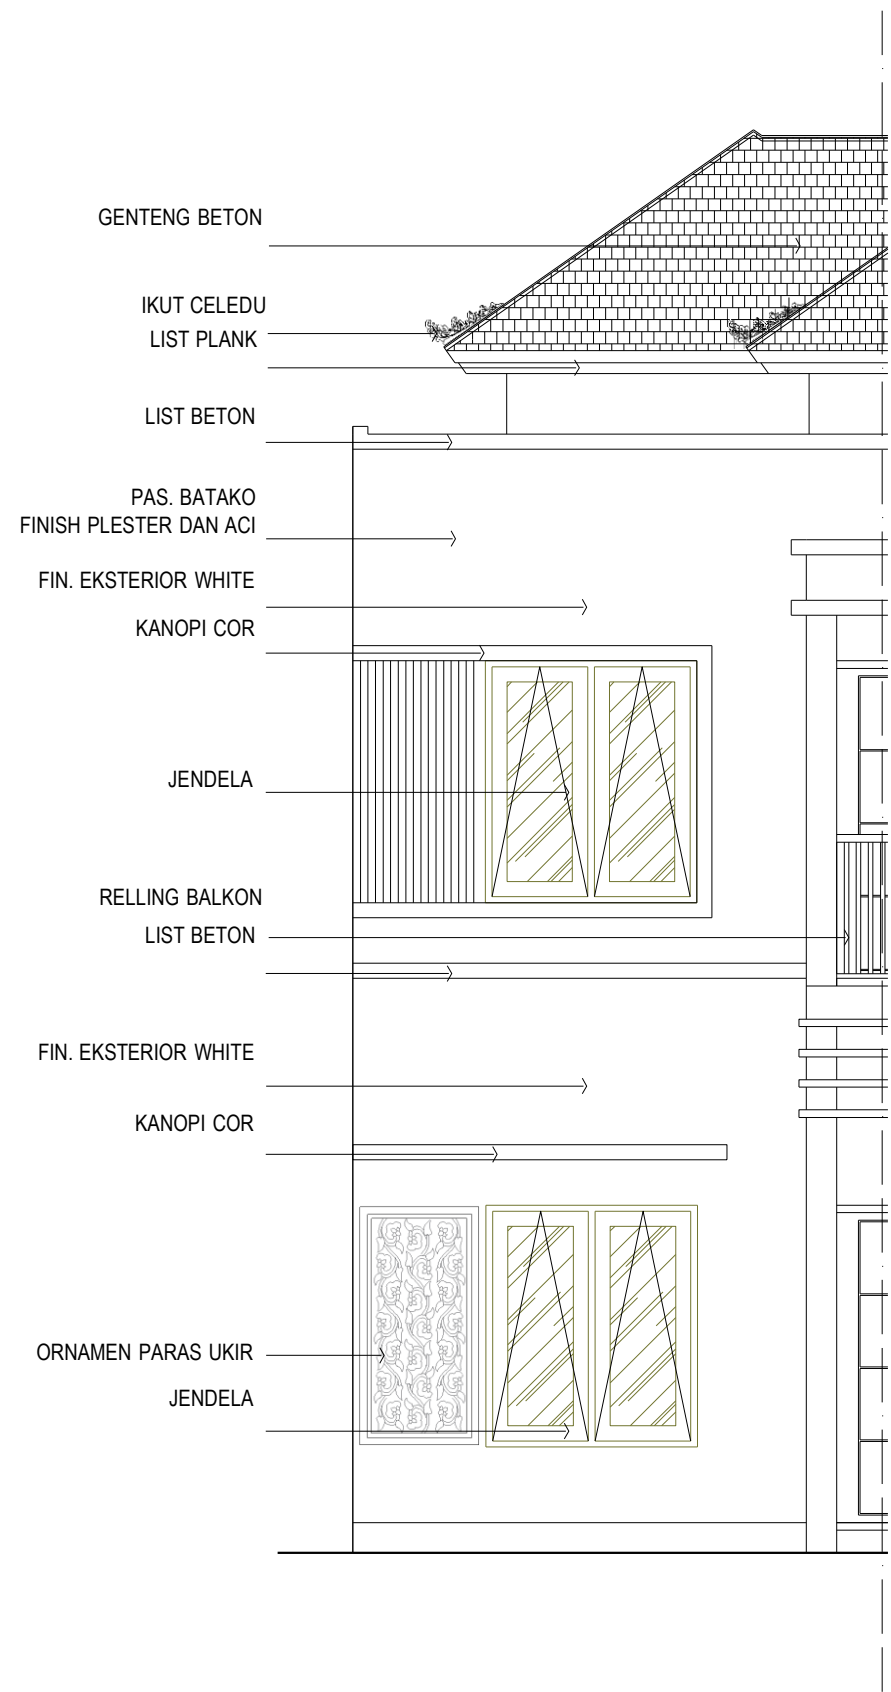 GENTENG BETON
IKUT CELEDU
LIST PLANK
LIST BETON
PAS. BATAKO
FINISH PLESTER DAN ACI
FIN. EKSTERIOR WHITE
KANOPI COR
JENDELA
RELLING BALKON
LIST BETON
FIN. EKSTERIOR WHITE
KANOPI COR
ORNAMEN PARAS UKIR
JENDELA